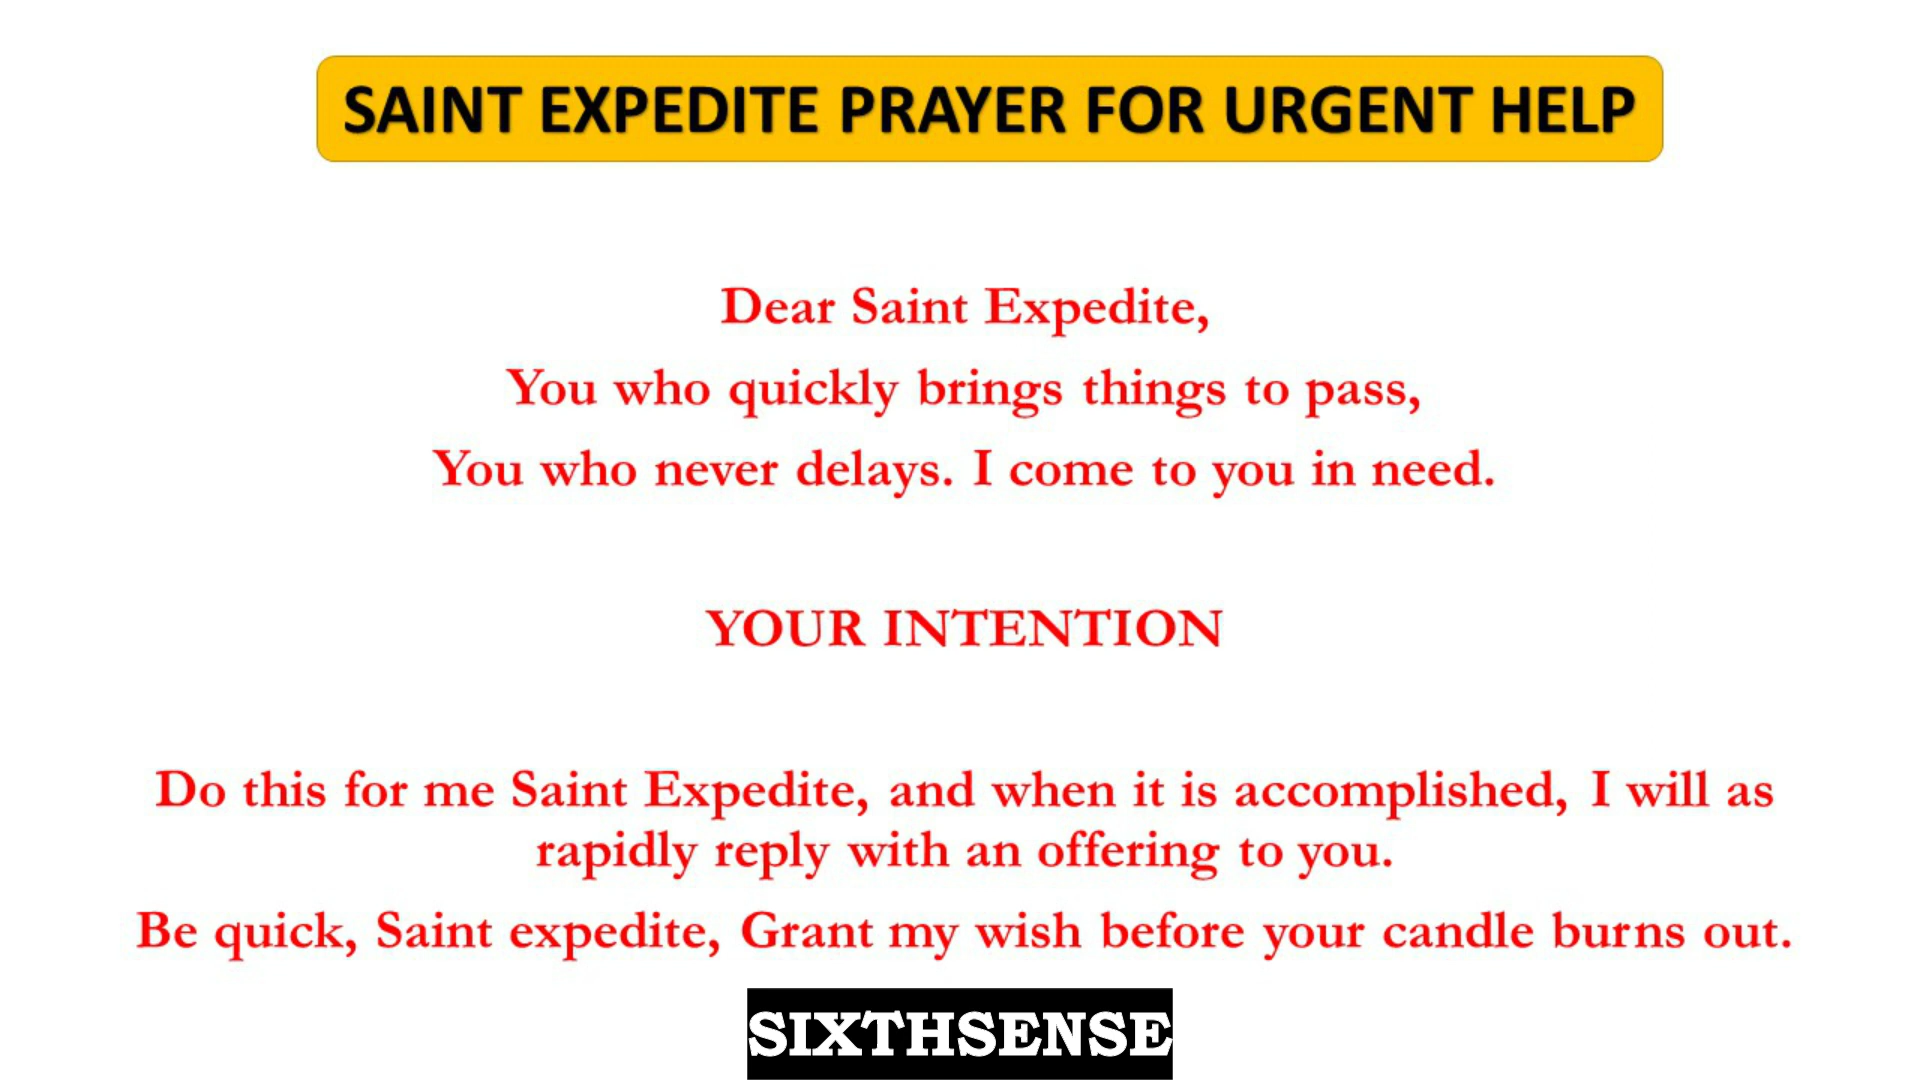 SAINT EXPEDITE PRAYER FOR URGENT HELP
Dear Saint Expedite,
You who quickly brings things to pass,
You who never delays. I come to you in need.
YOUR INTENTION
Do this for me Saint Expedite, and when it is accomplished, I will as
rapidly reply with an offering to you.
Be quick, Saint expedite, Grant my wish before your candle burns out.
SIXTHSENSE